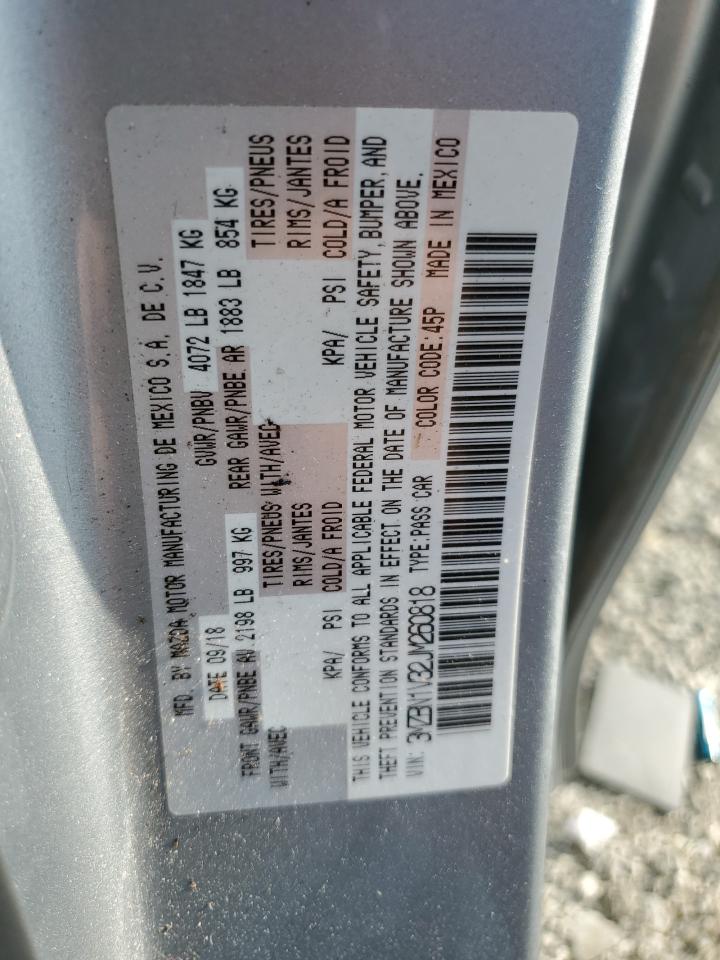 MFD. BY MAZDA MOTOR MANUFACTURING DE MEXICO S.A. DE C.V.
DATE 09/18 GVWR/PNBV 4072 LB 1847 KG
FRONT GAWR/PNBE AV 2198 LB 997 KG REAR GAWR/PNBE AR 1883 LB 854 KG
WITH/AVEC TIRES/PNEUS WITH/AVEC TIRES/PNEUS
RIMS/JANTES RIMS/JANTES
KPA/ PSI COLD/A FROID KPA/ PSI COLD/A FROID
THIS VEHICLE CONFORMS TO ALL APPLICABLE FEDERAL MOTOR VEHICLE SAFETY, BUMPER, AND
THEFT PREVENTION STANDARDS IN EFFECT ON THE DATE OF MANUFACTURE SHOWN ABOVE.
VIN: 3MZBN1V32JM260818 TYPE:PASS CAR COLOR CODE:45P MADE IN MEXICO